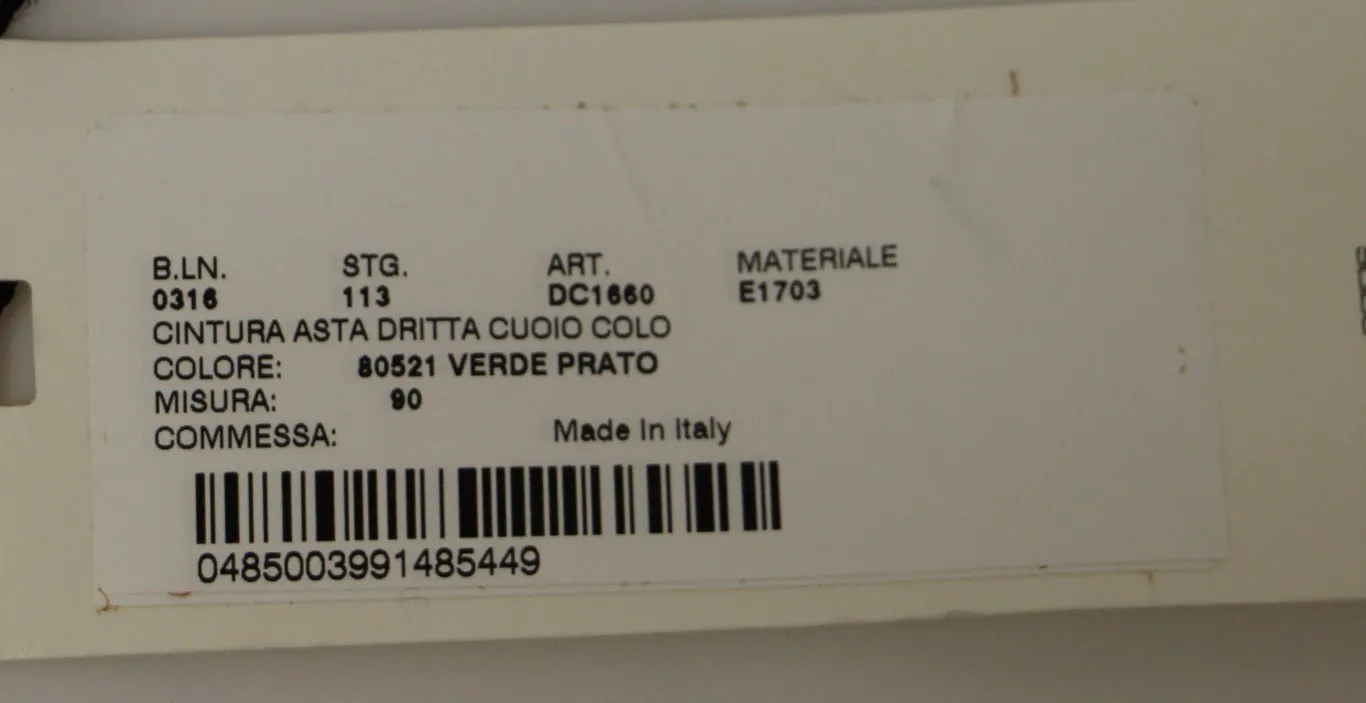 B.LN. STG. ART. MATERIALE
0316 113 DC1660 E1703
CINTURA ASTA DRITTA CUOIO COLO
COLORE: 80521 VERDE PRATO
MISURA: 90
COMMESSA: Made In Italy
0485003991485449